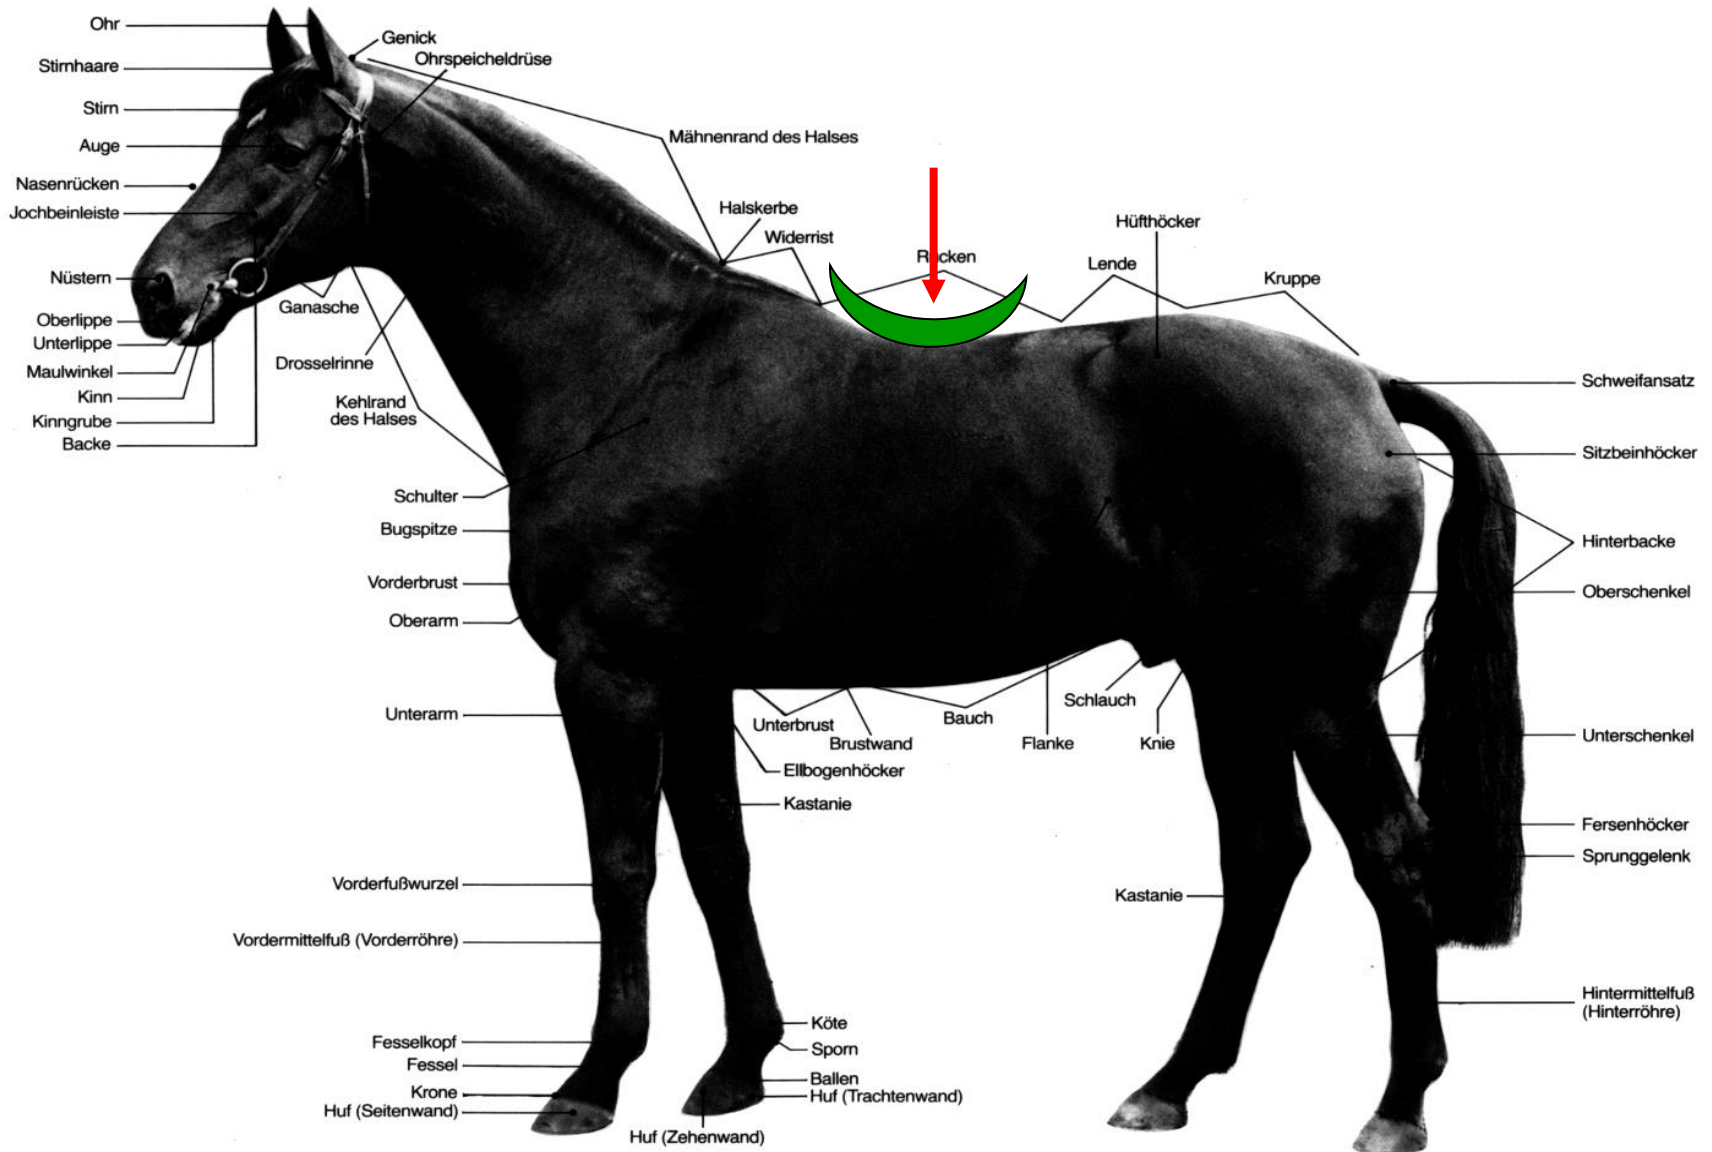 Ohr
Stirnhaare
Stirn
Auge
Nasenrücken
Jochbeinleiste
Nüstern
Oberlippe
Unterlippe
Maulwinkel
Kinn
Kinngrube
Backe
Genick
Ohrspeicheldrüse
Mähnenrand des Halses
Halskerbe
Widerrist
Rücken
Lende
Hüfthöcker
Kruppe
Ganasche
Drosselrinne
Kehlrand
des Halses
Schulter
Bugspitze
Vorderbrust
Oberarm
Unterarm
Vorderfußwurzel
Vordermittelfuß (Vorderröhre)
Fesselkopf
Fessel
Krone
Huf (Seitenwand)
Huf (Zehenwand)
Unterbrust
Brustwand
Ellbogenhöcker
Kastanie
Köte
Sporn
Ballen
Huf (Trachtenwand)
Bauch
Flanke
Schlauch
Knie
Kastanie
Schweifansatz
Sitzbeinhöcker
Hinterbacke
Oberschenkel
Unterschenkel
Fersenhöcker
Sprunggelenk
Hintermittelfuß
(Hinterröhre)